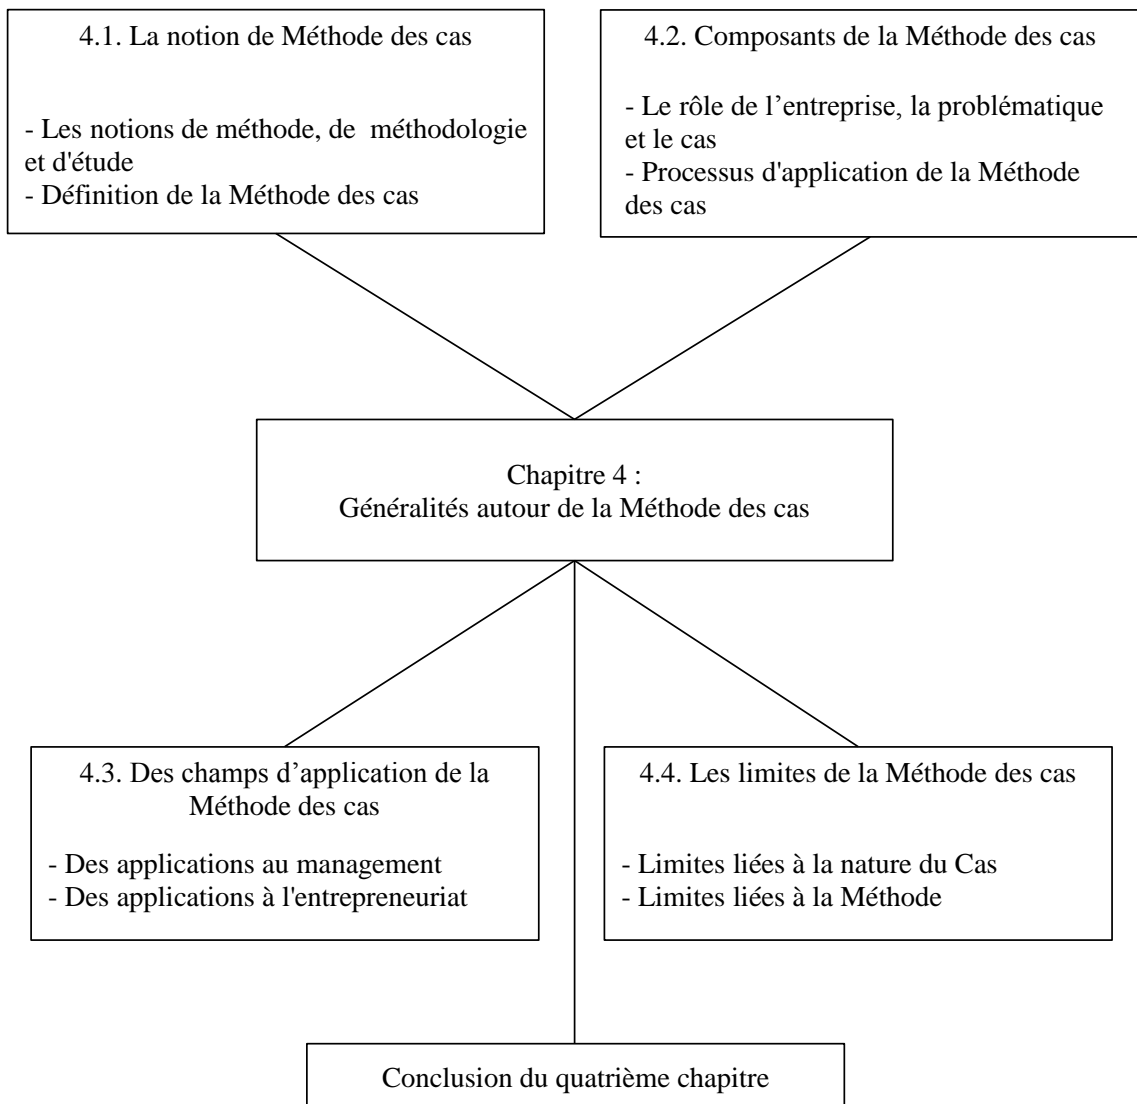 4.1. La notion de Méthode des cas
- Les notions de méthode, de méthodologie
et d'étude
- Définition de la Méthode des cas
4.2. Composants de la Méthode des cas
- Le rôle de l’entreprise, la problématique
et le cas
- Processus d'application de la Méthode
des cas
Chapitre 4 :
Généralités autour de la Méthode des cas
4.3. Des champs d’application de la
Méthode des cas
- Des applications au management
- Des applications à l'entrepreneuriat
4.4. Les limites de la Méthode des cas
- Limites liées à la nature du Cas
- Limites liées à la Méthode
Conclusion du quatrième chapitre